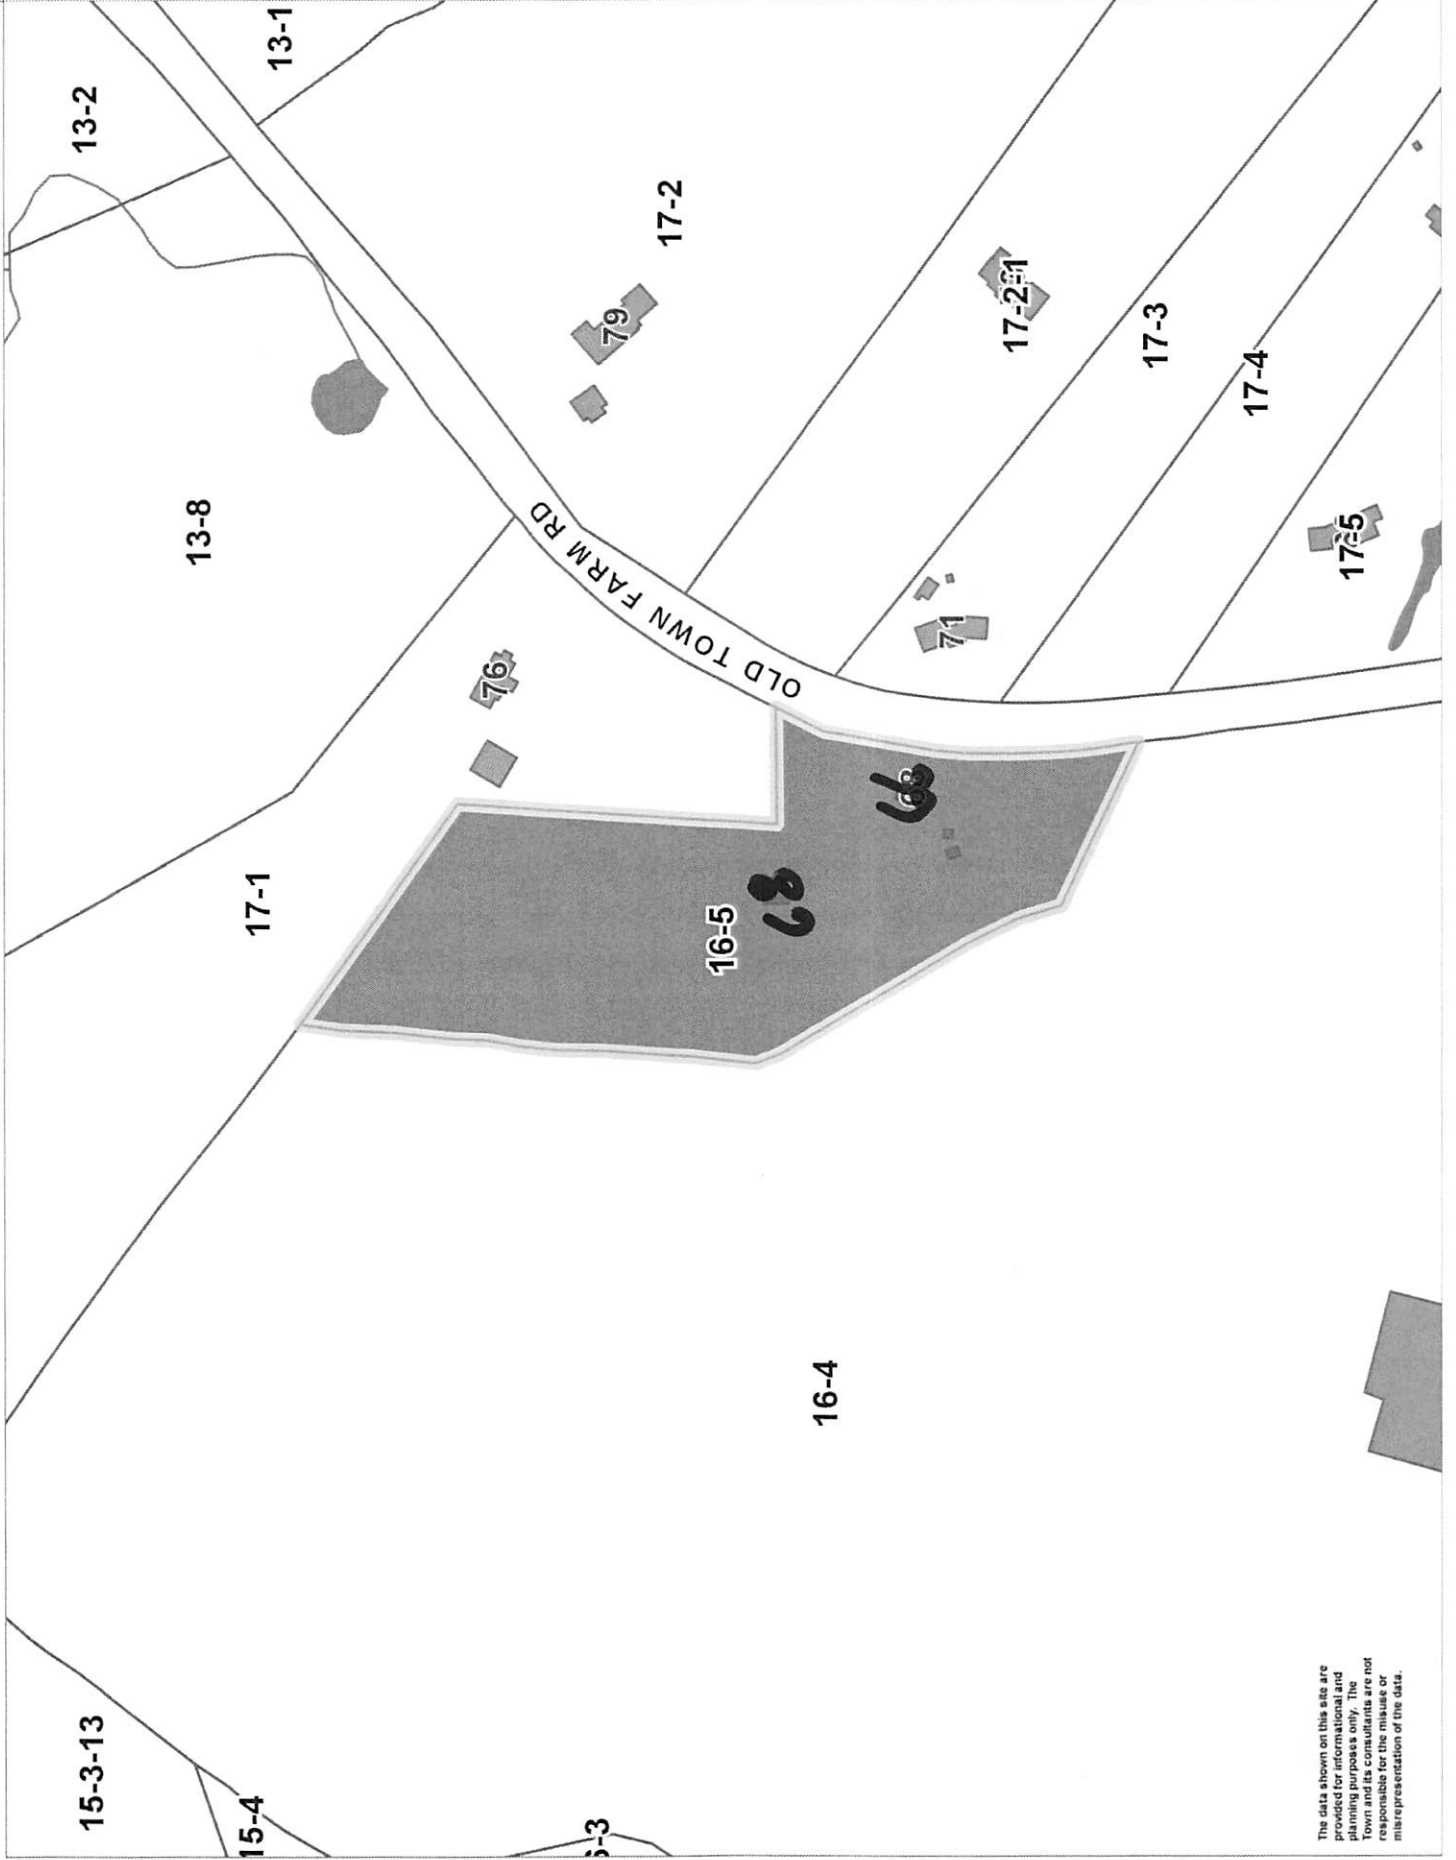 15-3-13
13-2
13-8
15-4
17-1
13-1
76
79
17-2
OLD TOWN FARM RD
16-5
68
16-4
68
71
17-2-1
17-3
17-4
17-5
The data shown on this site are
provided for informational and
planning purposes only. The
Town and its consultants are not
responsible for the misuse or
misrepresentation of the data.